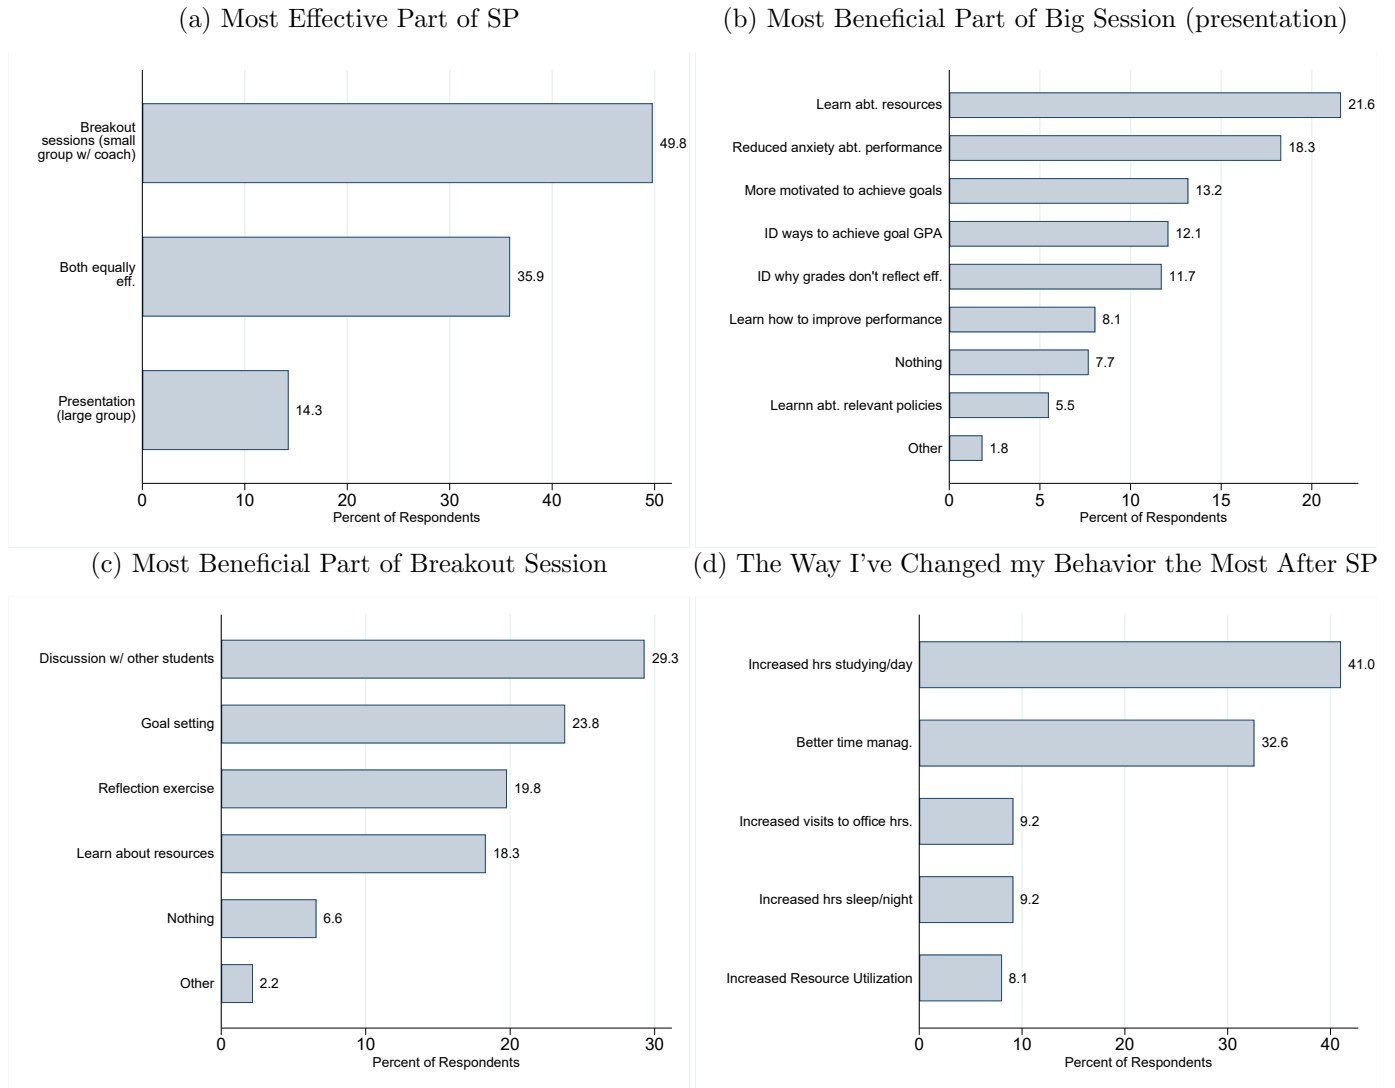 (a) Most Effective Part of SP
Breakout
sessions (small
group w/ coach)
49.8
Both equally
eff.
35.9
Presentation
(large group)
14.3
0 10 20 30 40 50
Percent of Respondents
(b) Most Beneficial Part of Big Session (presentation)
Learn abt. resources 21.6
Reduced anxiety abt. performance 18.3
More motivated to achieve goals 13.2
ID ways to achieve goal GPA 12.1
ID why grades don't reflect eff. 11.7
Learn how to improve performance 8.1
Nothing 7.7
Learnn abt. relevant policies 5.5
Other 1.8
0 5 10 15 20
Percent of Respondents
(c) Most Beneficial Part of Breakout Session
Discussion w/ other students 29.3
Goal setting 23.8
Reflection exercise 19.8
Learn about resources 18.3
Nothing 6.6
Other 2.2
0 10 20 30
Percent of Respondents
(d) The Way I've Changed my Behavior the Most After SP
Increased hrs studying/day 41.0
Better time manag. 32.6
Increased visits to office hrs. 9.2
Increased hrs sleep/night 9.2
Increased Resource Utilization 8.1
0 10 20 30 40
Percent of Respondents